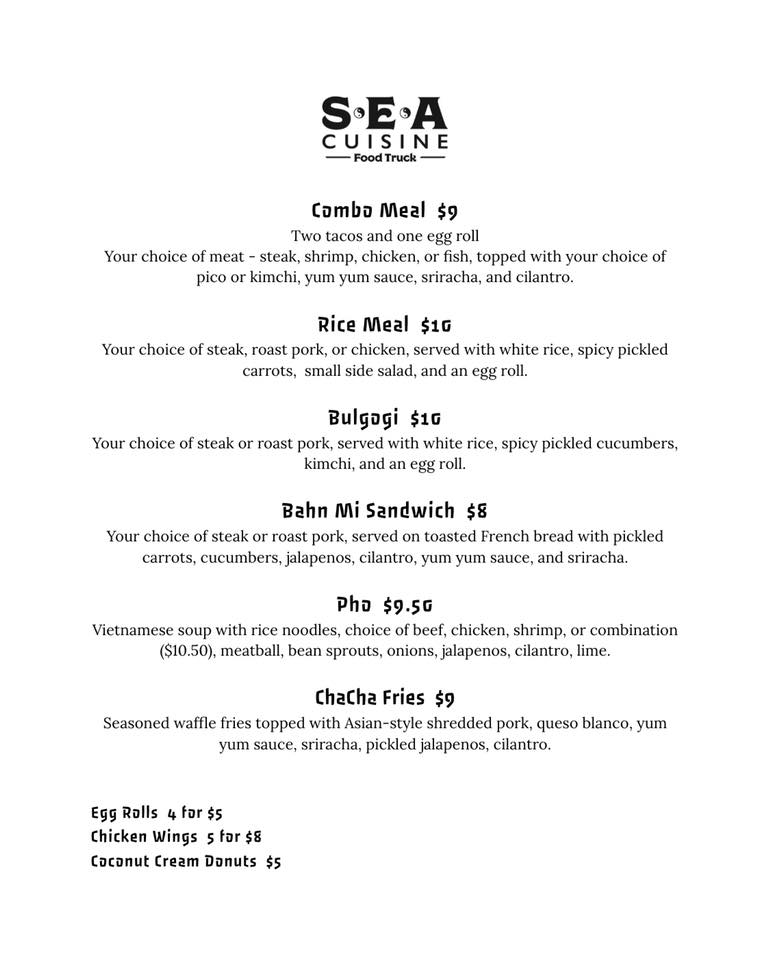 S·E·A
CUISINE
Food Truck
Combo Meal $9
Two tacos and one egg roll
Your choice of meat - steak, shrimp, chicken, or fish, topped with your choice of
pico or kimchi, yum yum sauce, sriracha, and cilantro.
Rice Meal $10
Your choice of steak, roast pork, or chicken, served with white rice, spicy pickled
carrots, small side salad, and an egg roll.
Bulgogi $10
Your choice of steak or roast pork, served with white rice, spicy pickled cucumbers,
kimchi, and an egg roll.
Bahn Mi Sandwich $8
Your choice of steak or roast pork, served on toasted French bread with pickled
carrots, cucumbers, jalapenos, cilantro, yum yum sauce, and sriracha.
Pho $9.50
Vietnamese soup with rice noodles, choice of beef, chicken, shrimp, or combination
($10.50), meatball, bean sprouts, onions, jalapenos, cilantro, lime.
ChaCha Fries $9
Seasoned waffle fries topped with Asian-style shredded pork, queso blanco, yum
yum sauce, sriracha, pickled jalapenos, cilantro.
Egg Rolls 4 for $5
Chicken Wings 5 for $8
Coconut Cream Donuts $5